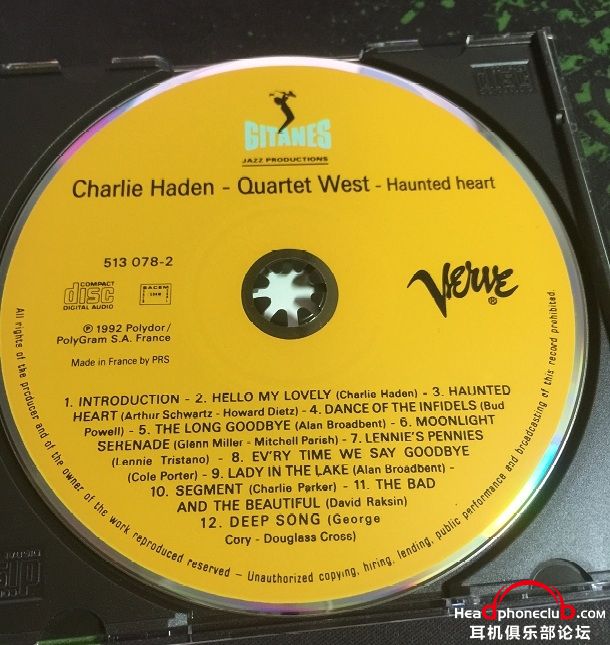 GITANES
JAZZ PRODUCTIONS
Charlie Haden - Quartet West - Haunted heart
513 078-2
COMPACT
disc
DIGITAL AUDIO
SACEM
Verve
®
℗ 1992 Polydor/
PolyGram S.A. France
Made in France by PRS
1. INTRODUCTION - 2. HELLO MY LOVELY (Charlie Haden) - 3. HAUNTED
HEART (Arthur Schwartz - Howard Dietz) - 4. DANCE OF THE INFIDELS (Bud
Powell) - 5. THE LONG GOODBYE (Alan Broadbent) - 6. MOONLIGHT
SERENADE (Glenn Miller - Mitchell Parish) - 7. LENNIE'S PENNIES
(Lennie Tristano) - 8. EV'RY TIME WE SAY GOODBYE
(Cole Porter) - 9. LADY IN THE LAKE (Alan Broadbent) -
10. SEGMENT (Charlie Parker) - 11. THE BAD
AND THE BEAUTIFUL (David Raksin)
12. DEEP SONG (George
Cory - Douglass Cross)
All rights of the producer and of the owner of the work reproduced reserved – Unauthorized copying, hiring, lending, public performance and broadcasting of this record prohibited.
disc
Headphoneclub.com
耳机俱乐部论坛